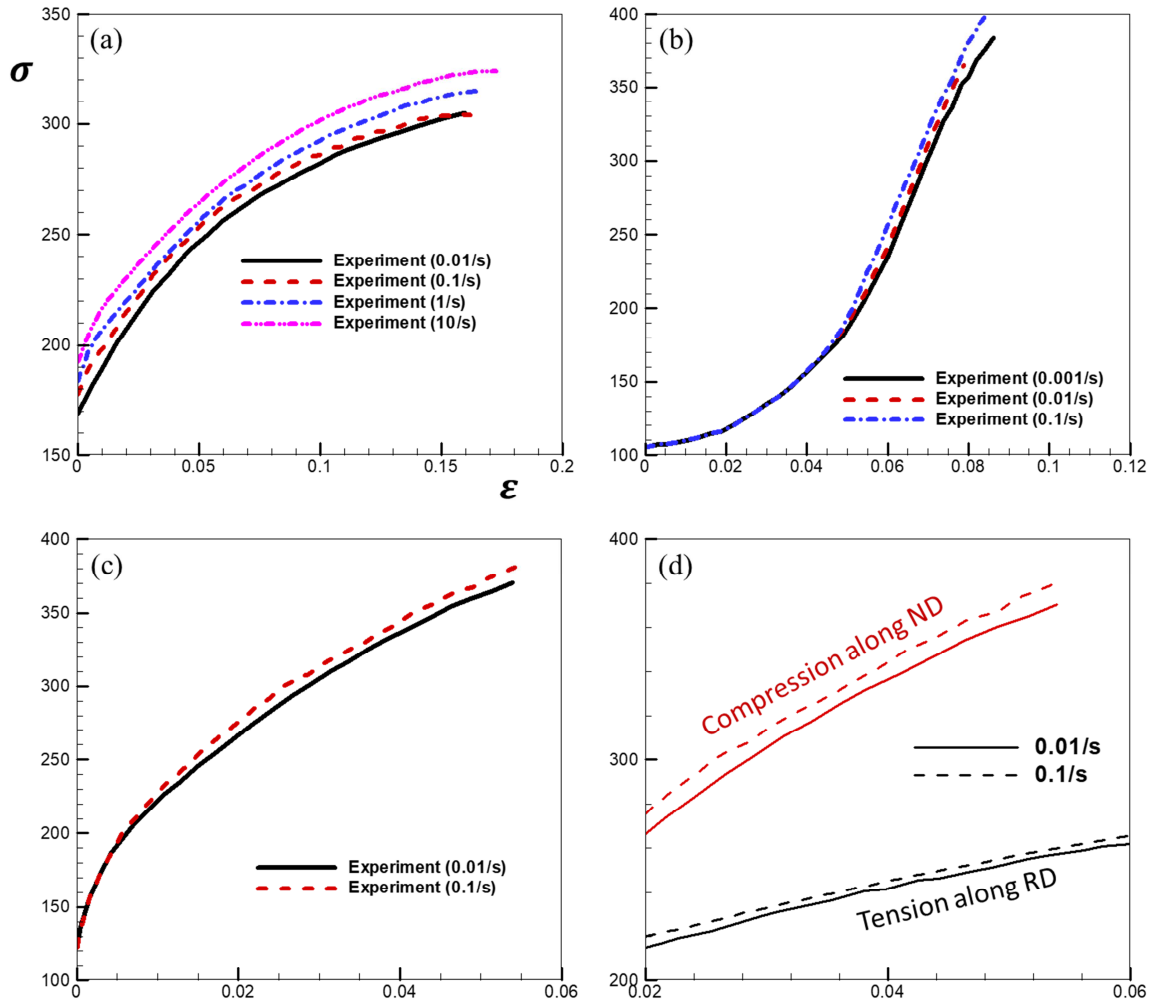 (a)
σ
350
300
250
200
150
Experiment (0.01/s)
Experiment (0.1/s)
Experiment (1/s)
Experiment (10/s)
0 0.05 0.1 0.15 0.2
ε
(b)
400
350
300
250
200
150
100
Experiment (0.001/s)
Experiment (0.01/s)
Experiment (0.1/s)
0 0.02 0.04 0.06 0.08 0.1 0.12
(c)
400
350
300
250
200
150
100
Experiment (0.01/s)
Experiment (0.1/s)
0 0.02 0.04 0.06
(d)
400
300
200
Compression along ND
0.01/s
0.1/s
Tension along RD
0.02 0.04 0.06